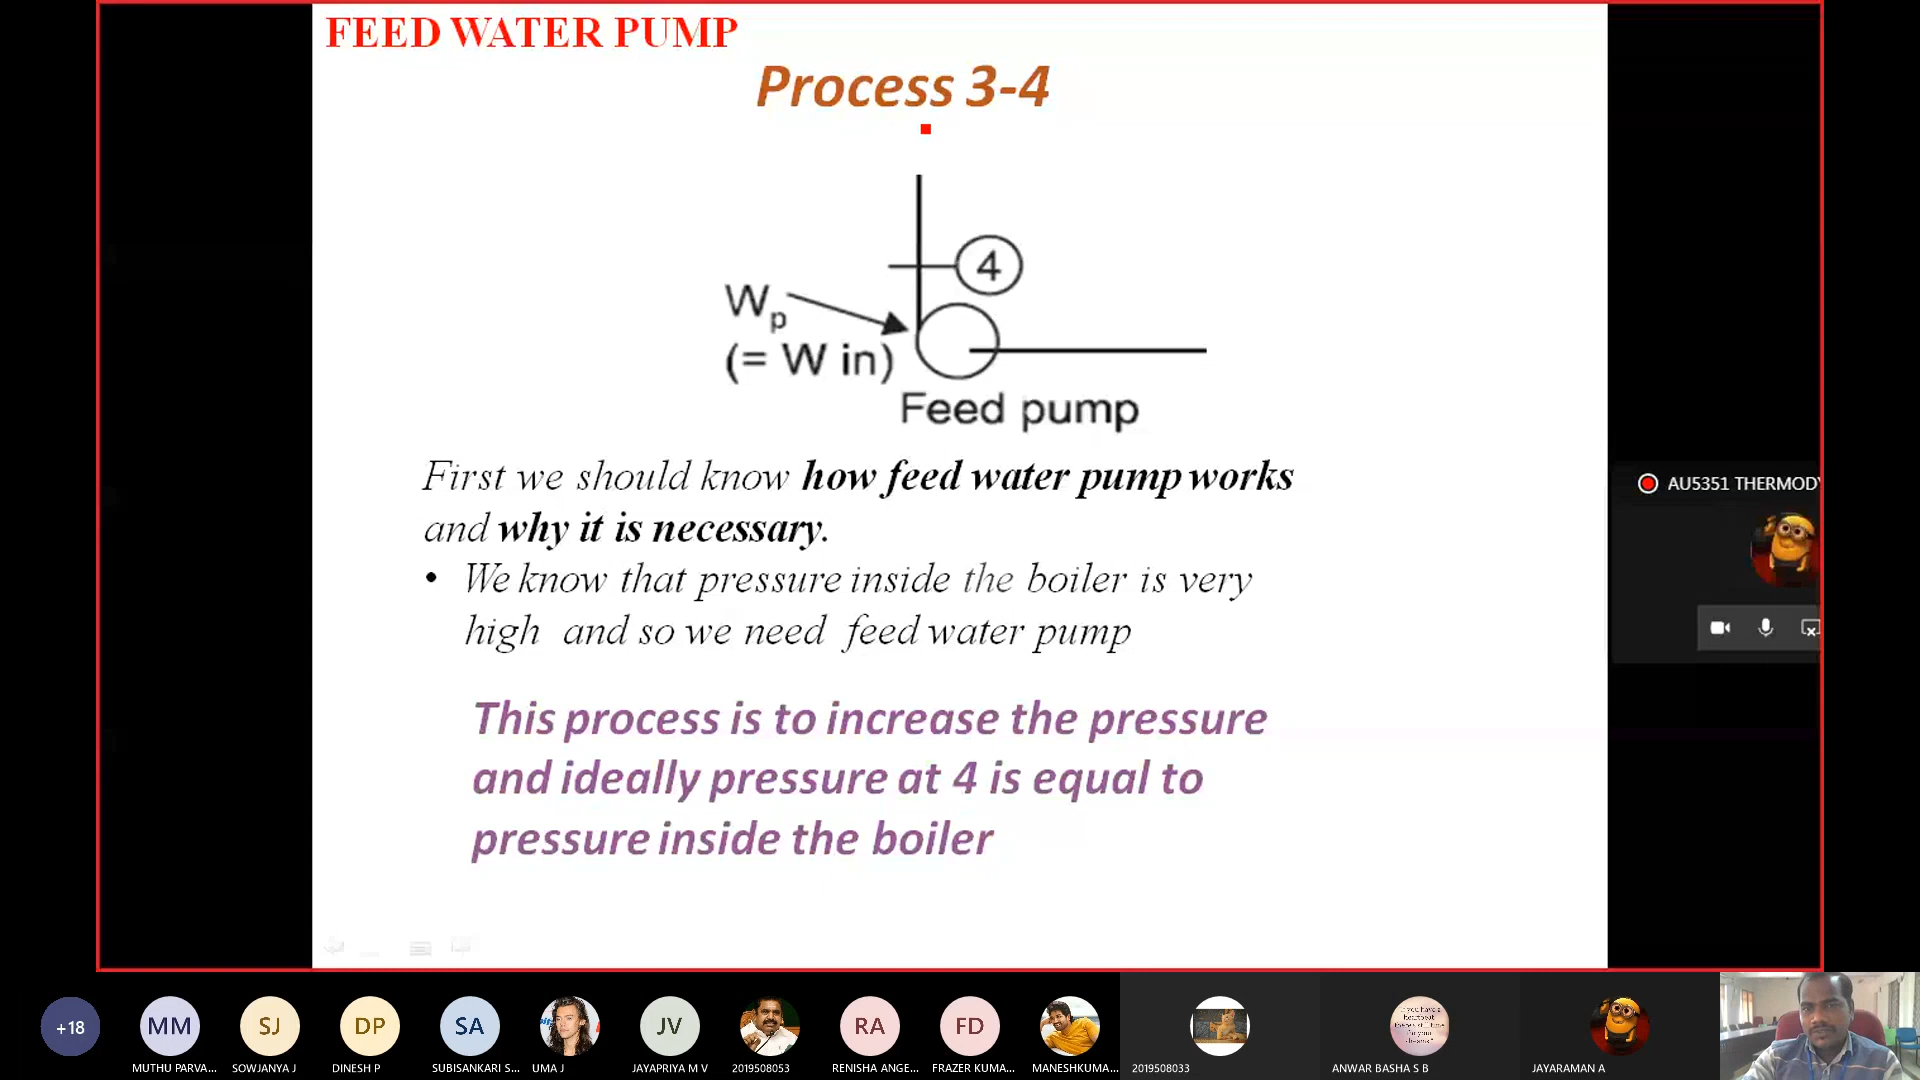 FEED WATER PUMP
Process 3-4
4
Wp
(= W in)
Feed pump
First we should know how feed water pump works
and why it is necessary.
• We know that pressure inside the boiler is very
high and so we need feed water pump
This process is to increase the pressure
and ideally pressure at 4 is equal to
pressure inside the boiler
AU5351 THERMODY
+18
MM
SJ
DP
SA
JV
RA
FD
MUTHU PARVA...
SOWJANYA J
DINESH P
SUBISANKARI S...
UMA J
JAYAPRIYA M V
2019508053
RENISHA ANGE...
FRAZER KUMA...
MANESHKUMA...
2019508033
ANWAR BASHA S B
JAYARAMAN A